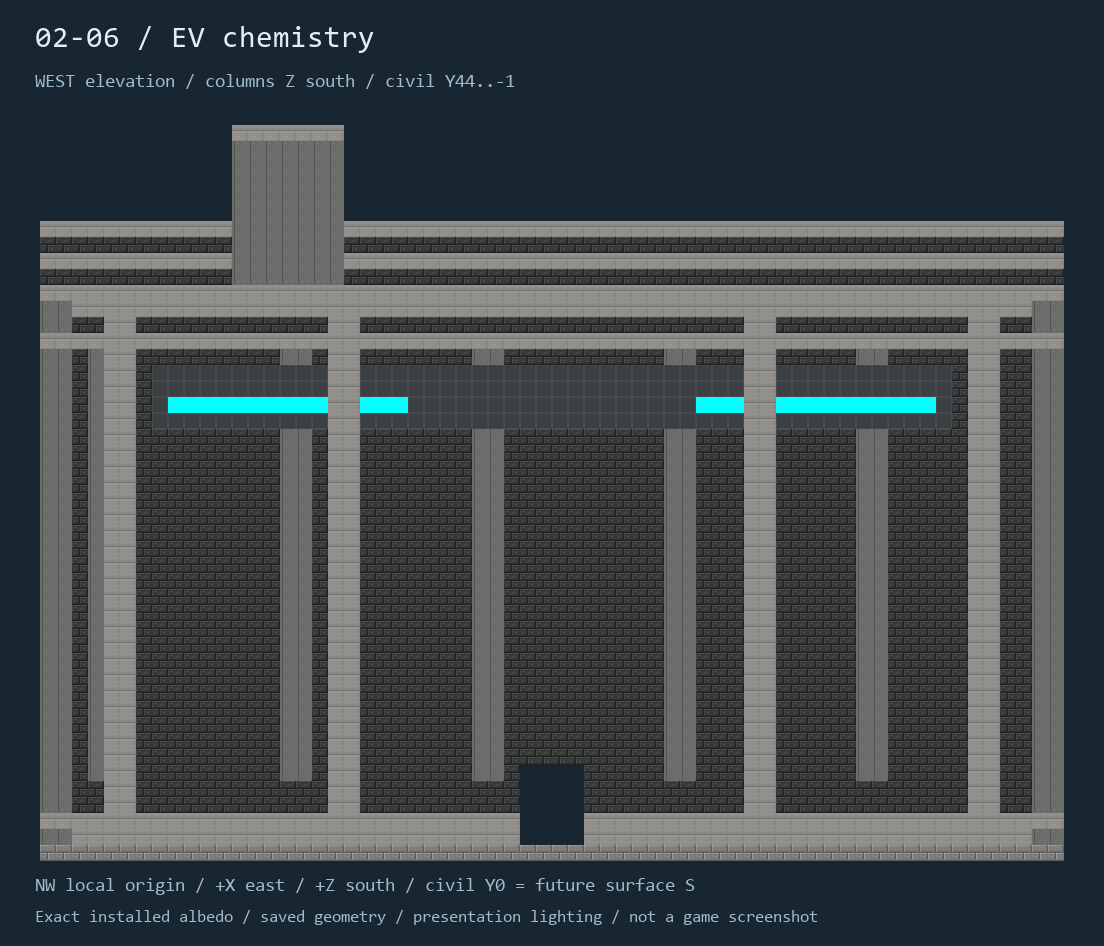 02-06 / EV chemistry
WEST elevation / columns Z south / civil Y44..-1
NW local origin / +X east / +Z south / civil Y0 = future surface S
Exact installed albedo / saved geometry / presentation lighting / not a game screenshot